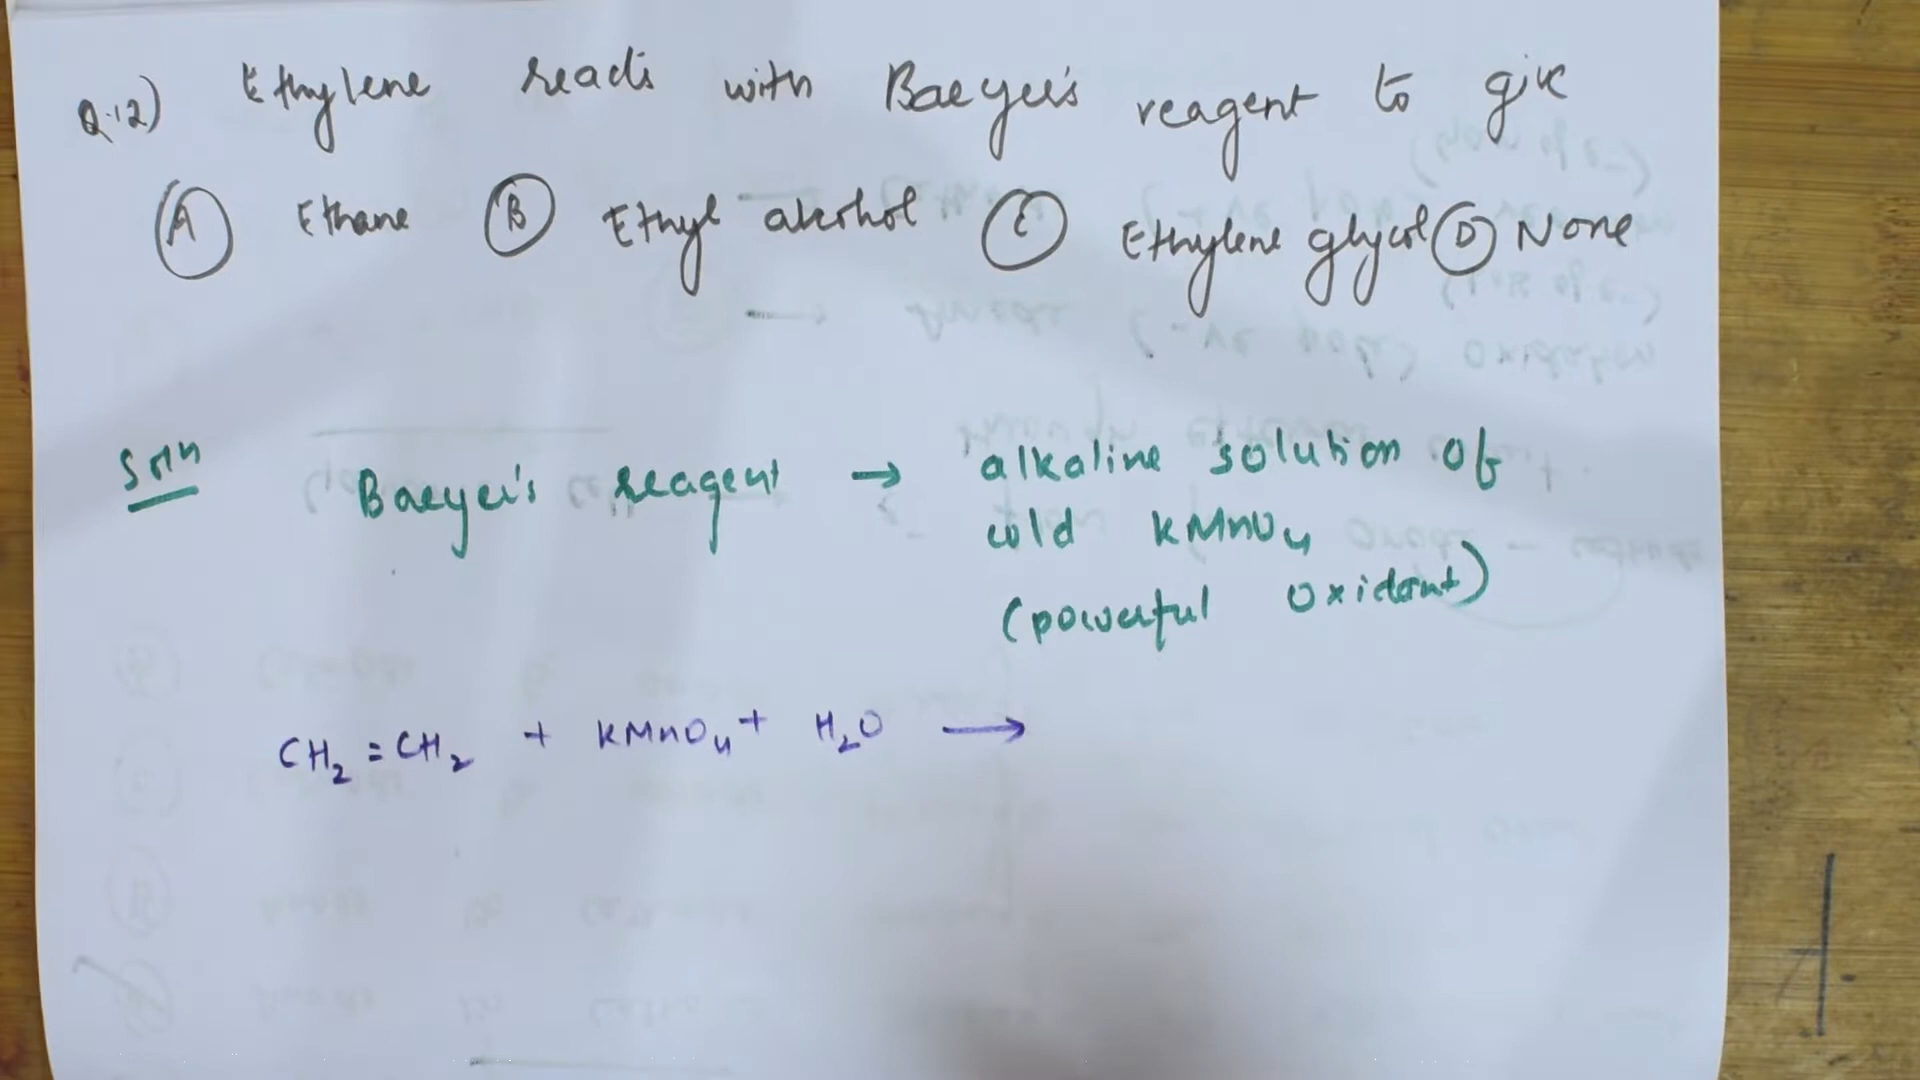 Q.12) Ethylene reacts with Baeyer's reagent to give
(A) Ethane (B) Ethyl alcohol (C) Ethylene glycol (D) None
Soln
Baeyer's reagent → alkaline solution of
cold KMnO4
(powerful oxidant)
CH2=CH2 + KMnO4 + H2O →